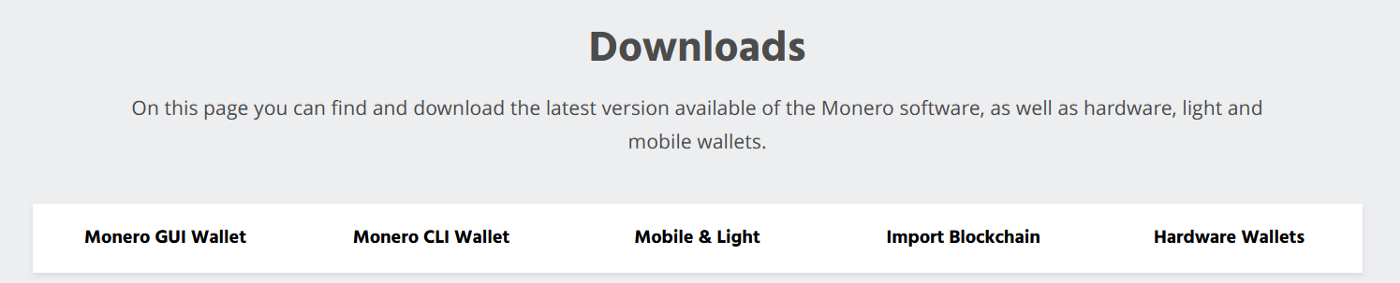 Downloads
On this page you can find and download the latest version available of the Monero software, as well as hardware, light and
mobile wallets.
Monero GUI Wallet Monero CLI Wallet Mobile & Light Import Blockchain Hardware Wallets